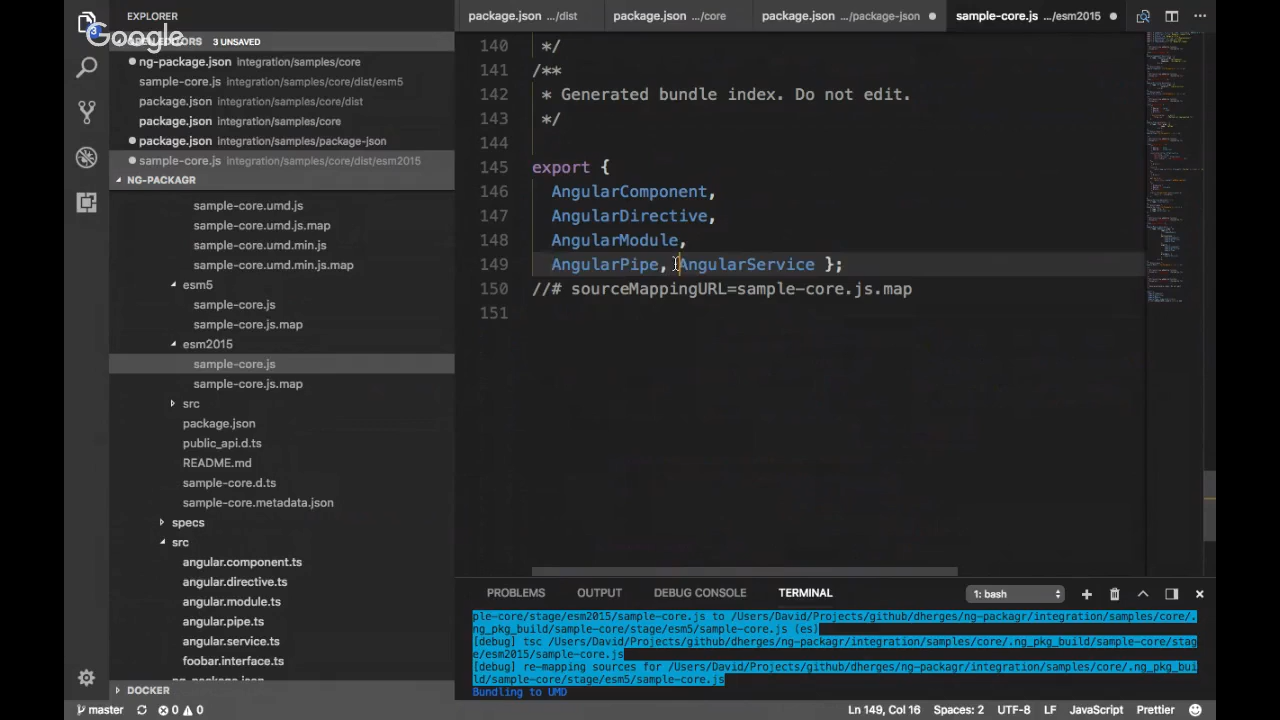 EXPLORER
Google
OPEN EDITORS 3 UNSAVED
3
ng-package.json integration/samples/core
sample-core.js integration/samples/core/dist/esm5
package.json integration/samples/core/dist
package.json integration/samples/core
package.json integration/samples/package-json
sample-core.js integration/samples/core/dist/esm2015
NG-PACKAGR
sample-core.umd.js
sample-core.umd.js.map
sample-core.umd.min.js
sample-core.umd.min.js.map
esm5
sample-core.js
sample-core.js.map
esm2015
sample-core.js
sample-core.js.map
src
package.json
public_api.d.ts
README.md
sample-core.d.ts
sample-core.metadata.json
specs
src
angular.component.ts
angular.directive.ts
angular.module.ts
angular.pipe.ts
angular.service.ts
foobar.interface.ts
ng-package.json
DOCKER
package.json .../dist
package.json .../core
package.json .../package-json
sample-core.js .../esm2015
140 */
141 /**
142 * Generated bundle index. Do not edit.
143 */
144
145 export {
146 AngularComponent,
147 AngularDirective,
148 AngularModule,
149 AngularPipe, AngularService };
150 //# sourceMappingURL=sample-core.js.map
151
PROBLEMS OUTPUT DEBUG CONSOLE TERMINAL 1: bash
ple-core/stage/esm2015/sample-core.js to /Users/David/Projects/github/dherges/ng-packagr/integration/samples/core/.
ng_pkg_build/sample-core/stage/esm5/sample-core.js (es)
[debug] tsc /Users/David/Projects/github/dherges/ng-packagr/integration/samples/core/.ng_pkg_build/sample-core/stag
e/esm2015/sample-core.js
[debug] re-mapping sources for /Users/David/Projects/github/dherges/ng-packagr/integration/samples/core/.ng_pkg_bui
ld/sample-core/stage/esm5/sample-core.js
Bundling to UMD
master 0 0 Ln 149, Col 16 Spaces: 2 UTF-8 LF JavaScript Prettier